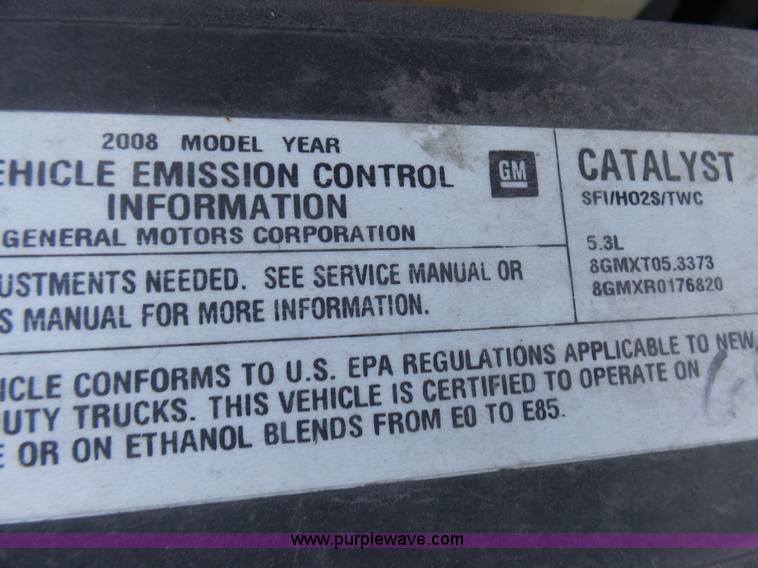 2008 MODEL YEAR
EHICLE EMISSION CONTROL
INFORMATION
GENERAL MOTORS CORPORATION
GM
CATALYST
SFI/HO2S/TWC
5.3L
8GMXT05.3373
8GMXR0176820
USTMENTS NEEDED. SEE SERVICE MANUAL OR
S MANUAL FOR MORE INFORMATION.
ICLE CONFORMS TO U.S. EPA REGULATIONS APPLICABLE TO NEW
UTY TRUCKS. THIS VEHICLE IS CERTIFIED TO OPERATE ON
E OR ON ETHANOL BLENDS FROM E0 TO E85.
www.purplewave.com